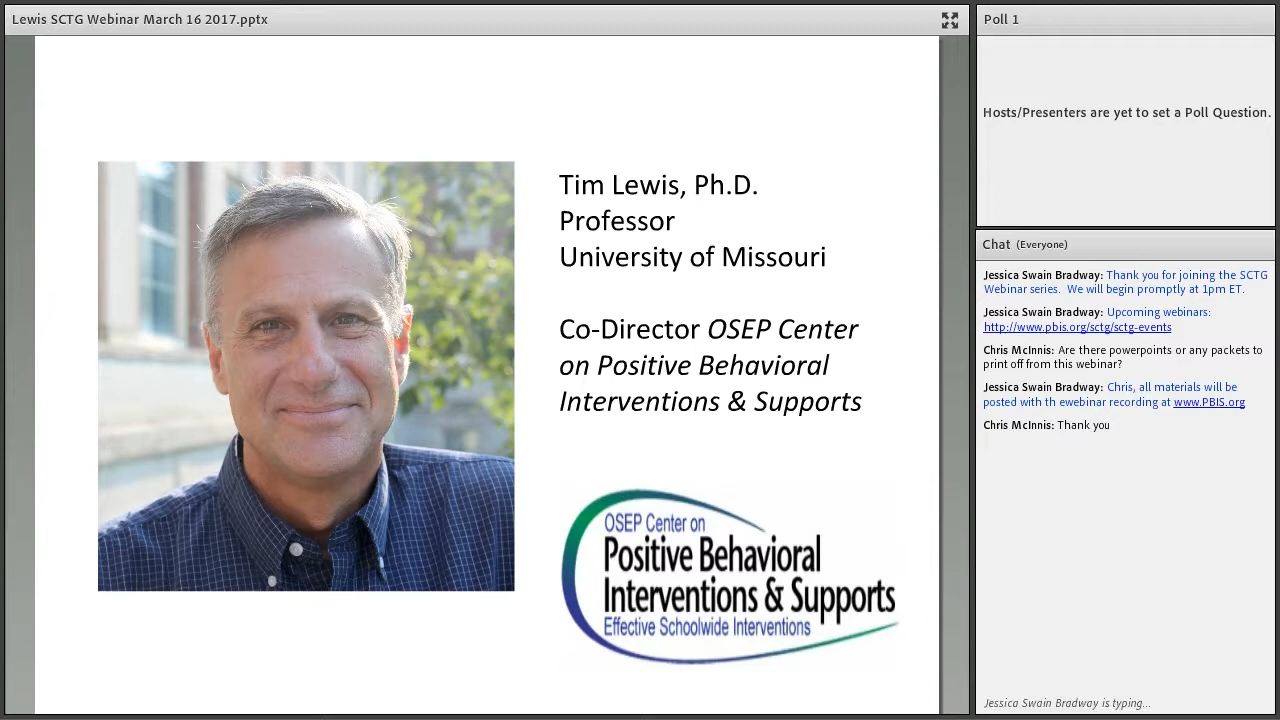 Lewis SCTG Webinar March 16 2017.pptx
Tim Lewis, Ph.D.
Professor
University of Missouri
Co-Director OSEP Center
on Positive Behavioral
Interventions & Supports
OSEP Center on
Positive Behavioral
Interventions & Supports
Effective Schoolwide Interventions
Poll 1
Hosts/Presenters are yet to set a Poll Question.
Chat (Everyone)
Jessica Swain Bradway: Thank you for joining the SCTG
Webinar series. We will begin promptly at 1pm ET.
Jessica Swain Bradway: Upcoming webinars:
http://www.pbis.org/sctg/sctg-events
Chris McInnis: Are there powerpoints or any packets to
print off from this webinar?
Jessica Swain Bradway: Chris, all materials will be
posted with th ewebinar recording at www.PBIS.org
Chris McInnis: Thank you
Jessica Swain Bradway is typing...